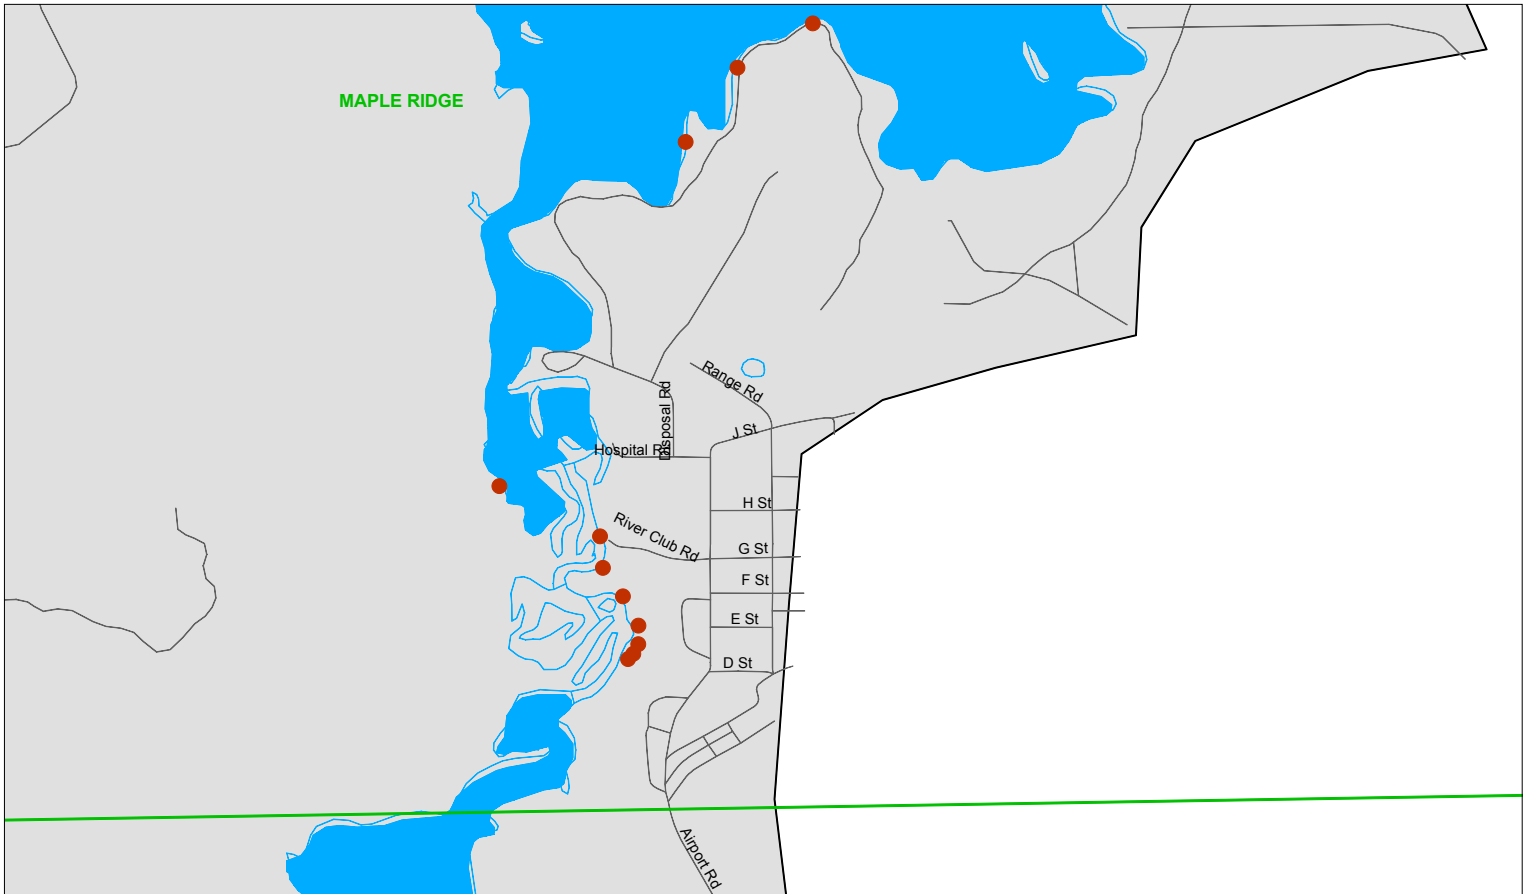 MAPLE RIDGE
Range Rd
Disposal Rd
J St
Hospital Rd
H St
River Club Rd
G St
F St
E St
D St
Airport Rd